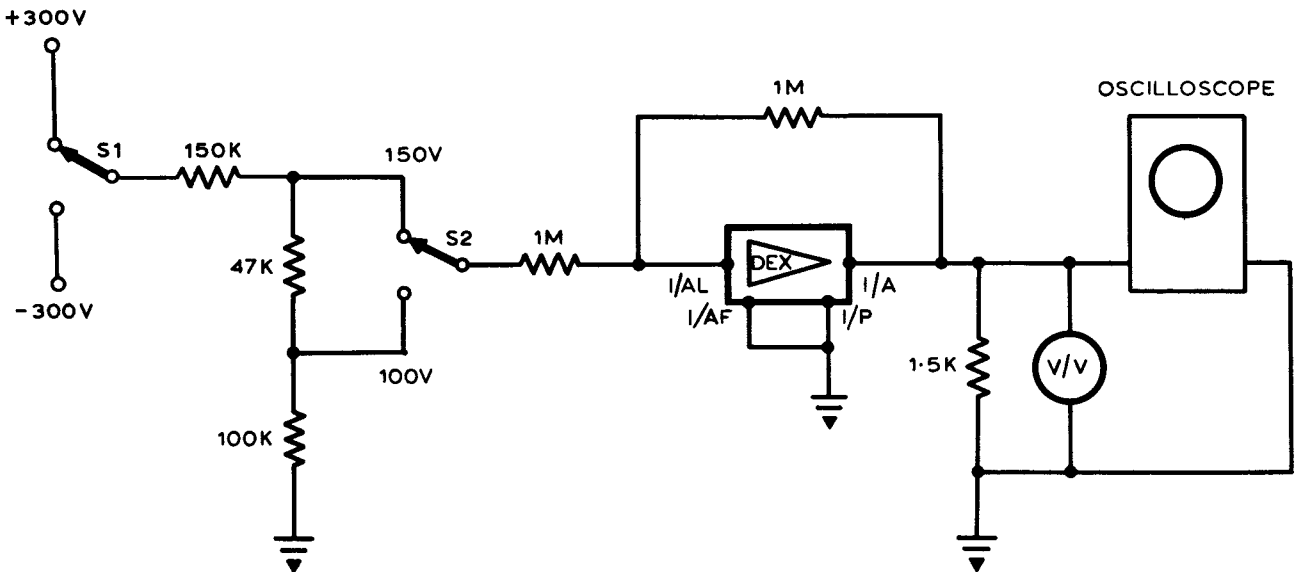 +300V
1M
OSCILLOSCOPE
S1
150K
150V
S2
1M
47K
DEX
1/AL
1/A
-300V
1/AF
1/P
100V
1·5K
V/V
100K